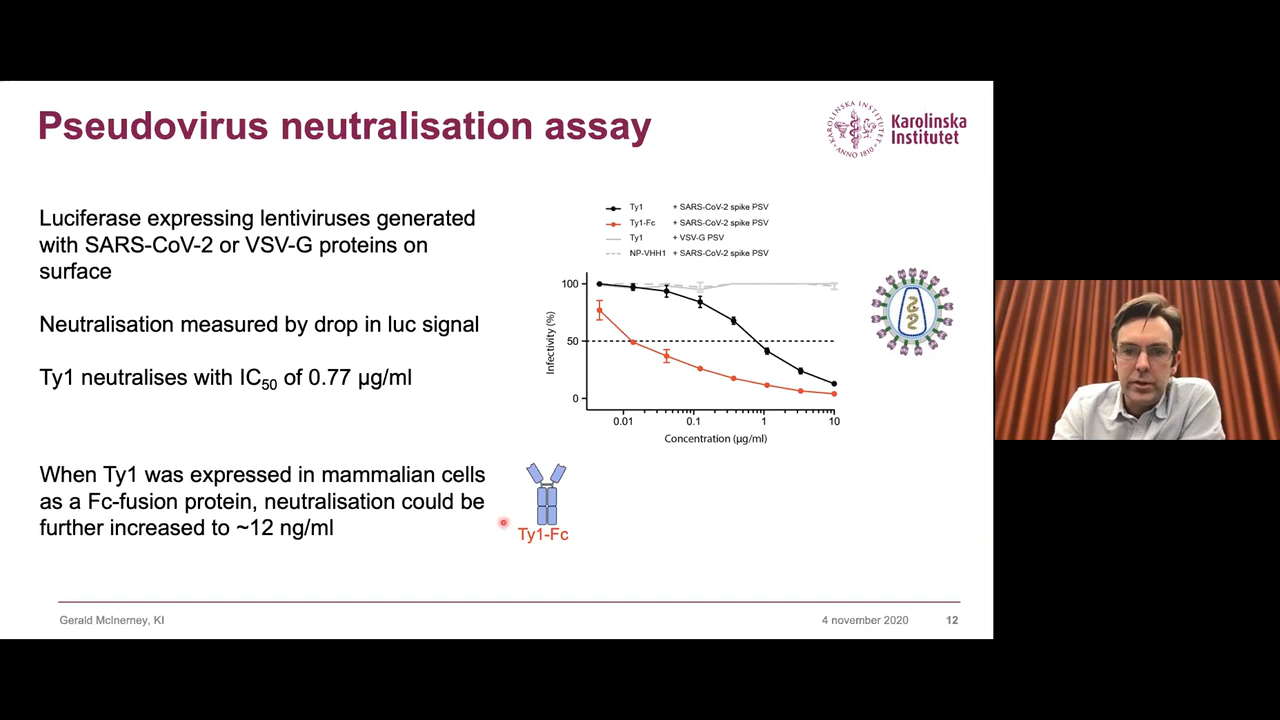 Pseudovirus neutralisation assay
KAROLINSKA INSTITUTET
ANNO 1810
Karolinska
Institutet
Luciferase expressing lentiviruses generated
with SARS-CoV-2 or VSV-G proteins on
surface
Neutralisation measured by drop in luc signal
Ty1 neutralises with IC50 of 0.77 µg/ml
When Ty1 was expressed in mammalian cells
as a Fc-fusion protein, neutralisation could be
further increased to ~12 ng/ml
Ty1-Fc
Ty1 + SARS-CoV-2 spike PSV
Ty1-Fc + SARS-CoV-2 spike PSV
Ty1 + VSV-G PSV
NP-VHH1 + SARS-CoV-2 spike PSV
Infectivity (%)
100
50
0
0.01 0.1 1 10
Concentration (µg/ml)
Gerald McInerney, KI
4 november 2020
12